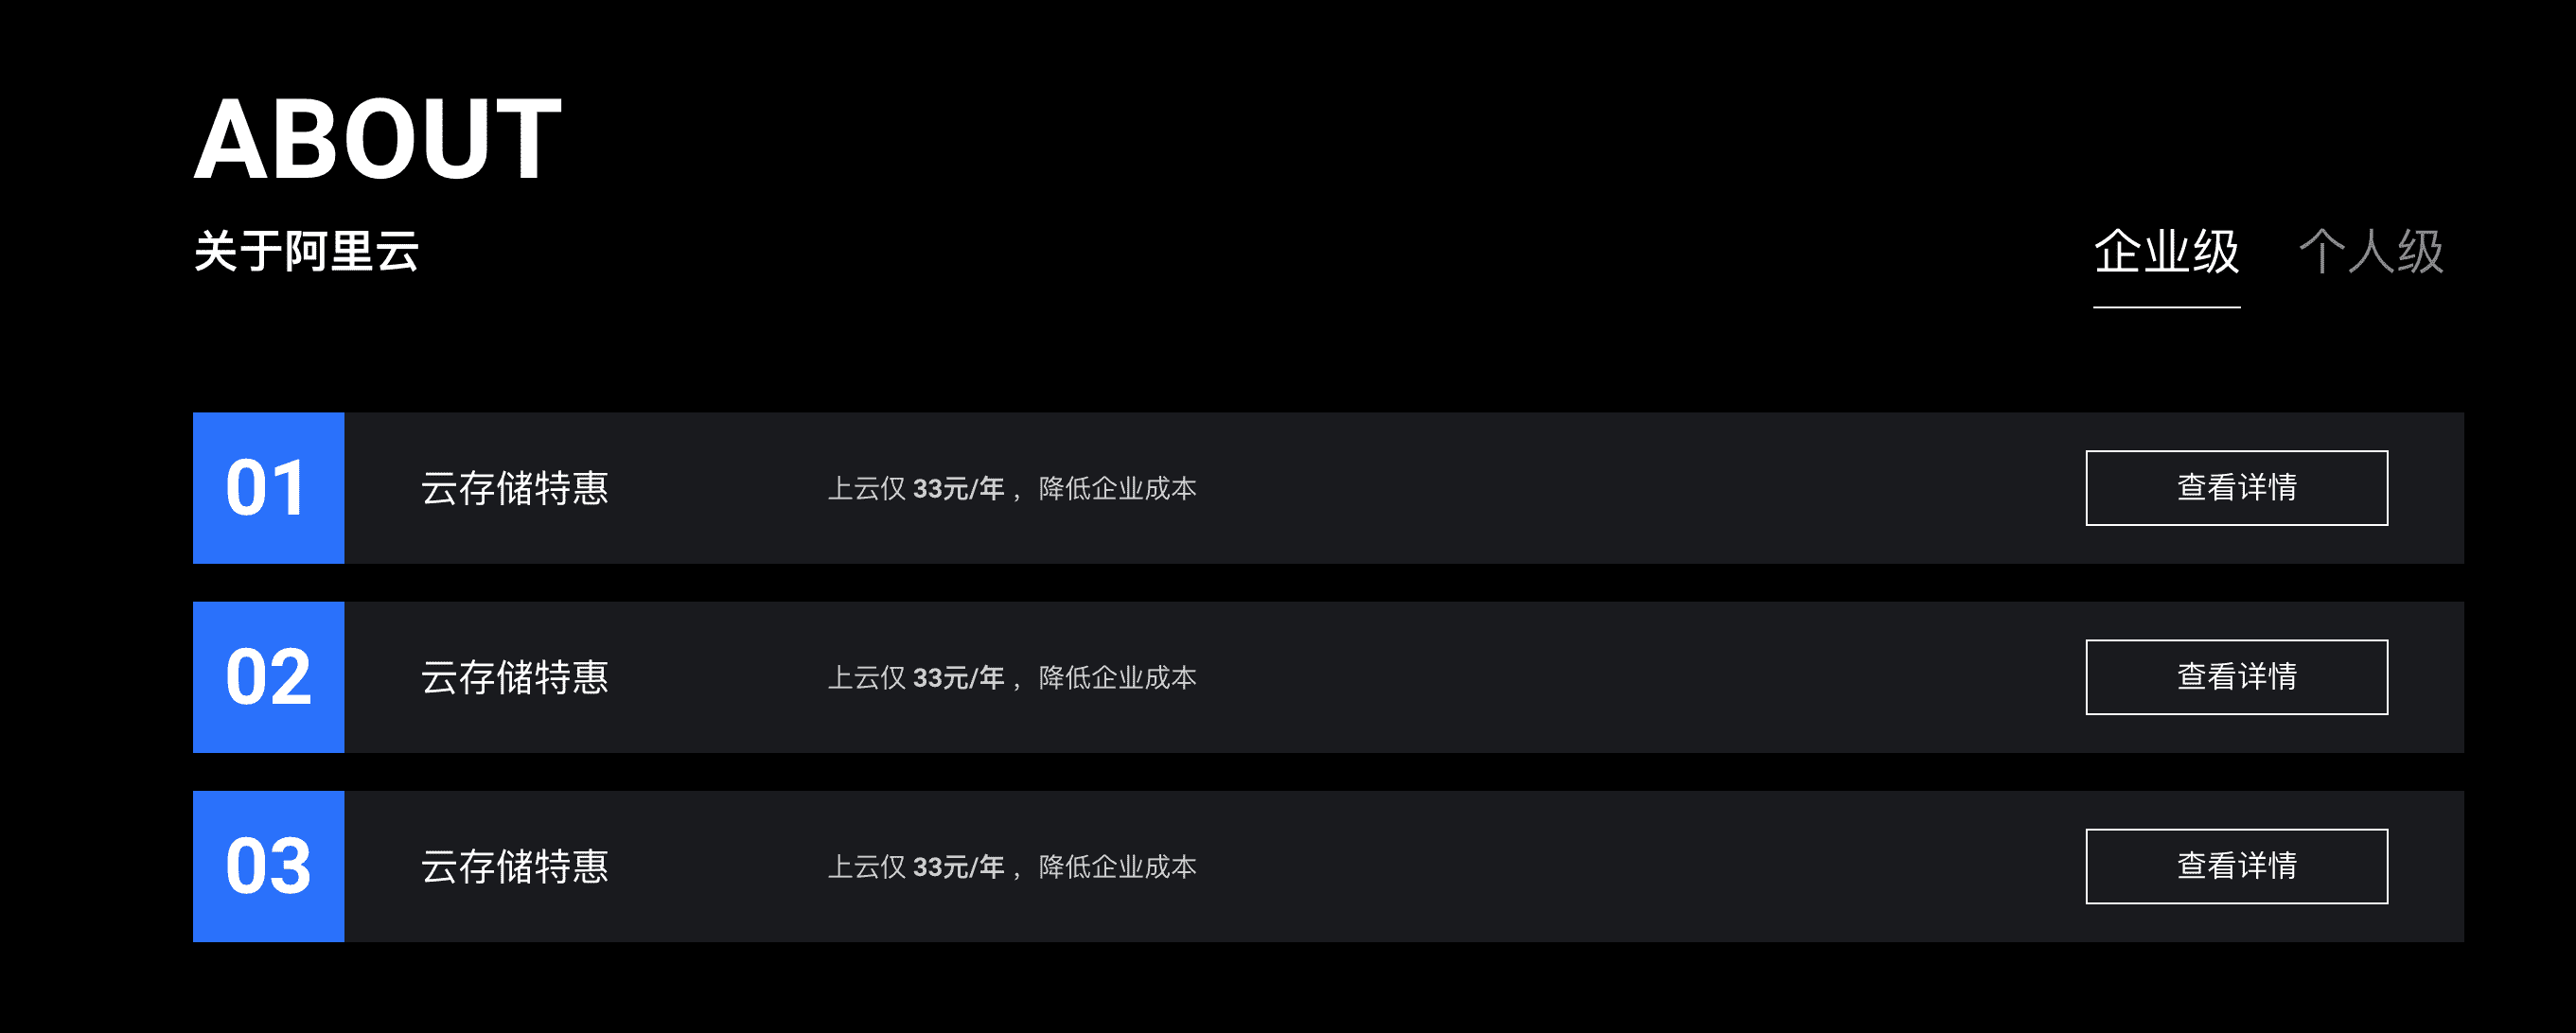 ABOUT
关于阿里云
企业级 个人级
01 云存储特惠 上云仅 33元/年 ，降低企业成本 查看详情
02 云存储特惠 上云仅 33元/年 ，降低企业成本 查看详情
03 云存储特惠 上云仅 33元/年 ，降低企业成本 查看详情